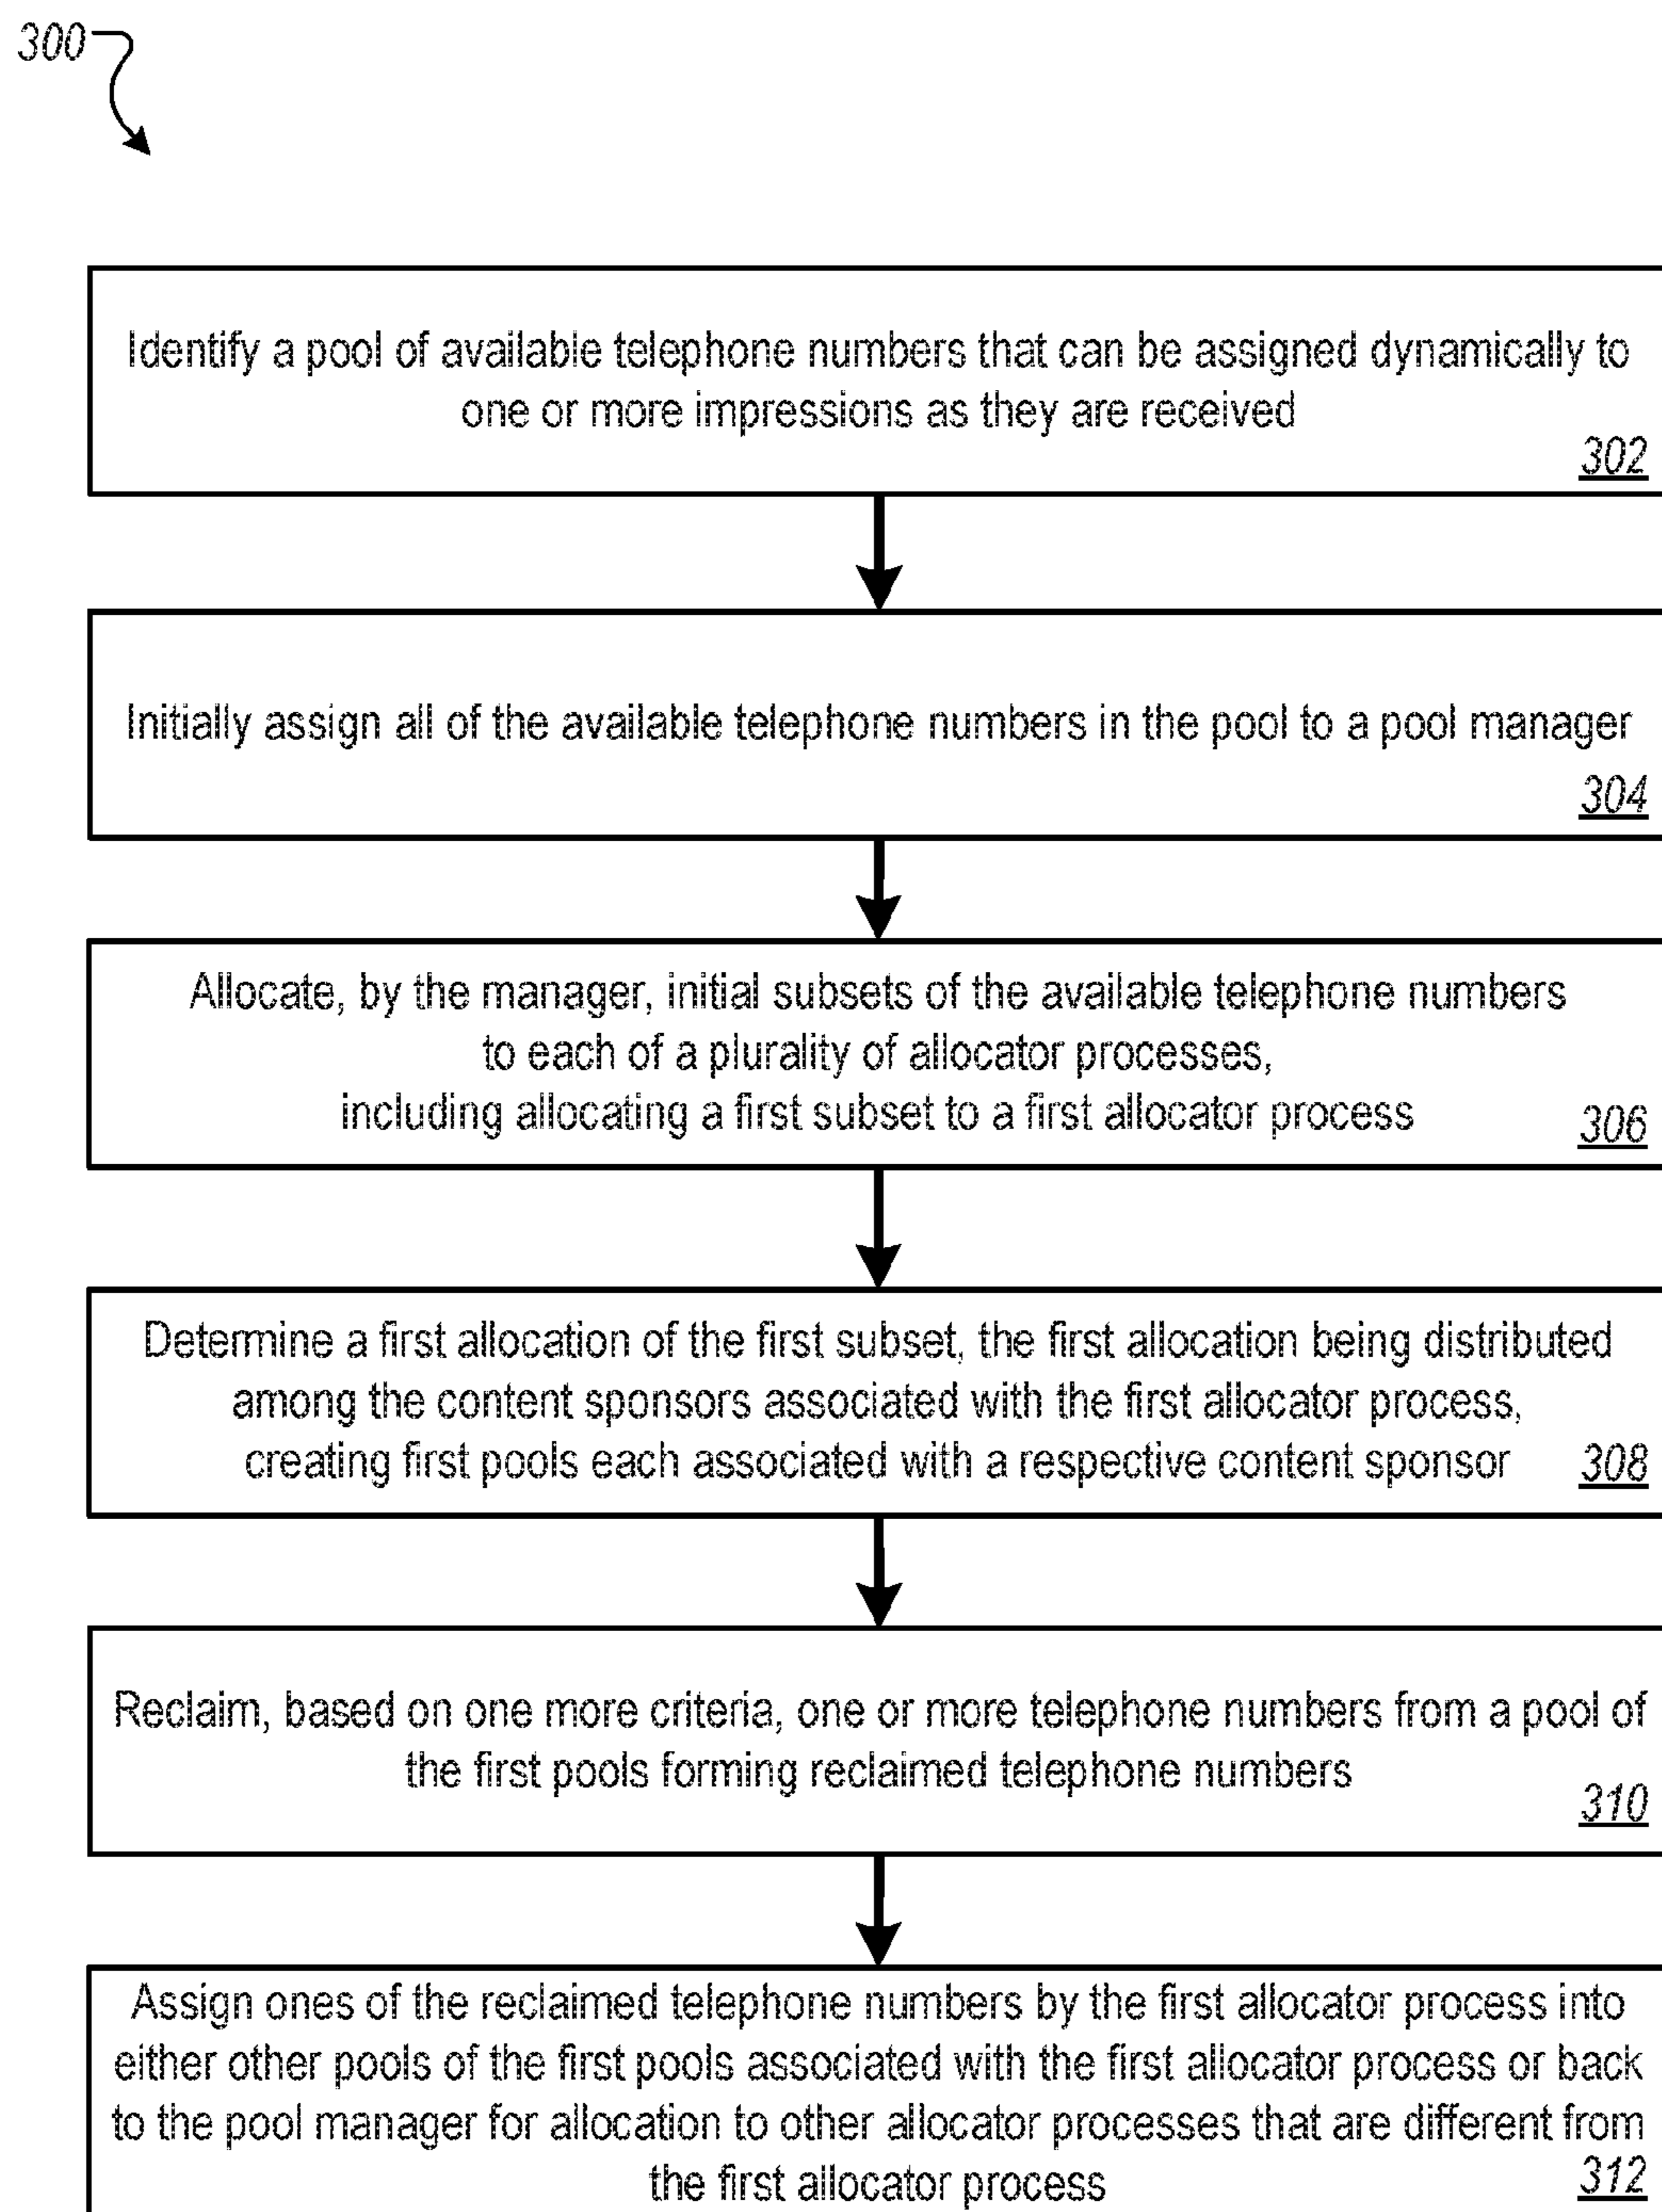 300
Identify a pool of available telephone numbers that can be assigned dynamically to
one or more impressions as they are received
302
Initially assign all of the available telephone numbers in the pool to a pool manager
304
Allocate, by the manager, initial subsets of the available telephone numbers
to each of a plurality of allocator processes,
including allocating a first subset to a first allocator process
306
Determine a first allocation of the first subset, the first allocation being distributed
among the content sponsors associated with the first allocator process,
creating first pools each associated with a respective content sponsor
308
Reclaim, based on one more criteria, one or more telephone numbers from a pool of
the first pools forming reclaimed telephone numbers
310
Assign ones of the reclaimed telephone numbers by the first allocator process into
either other pools of the first pools associated with the first allocator process or back
to the pool manager for allocation to other allocator processes that are different from
the first allocator process
312